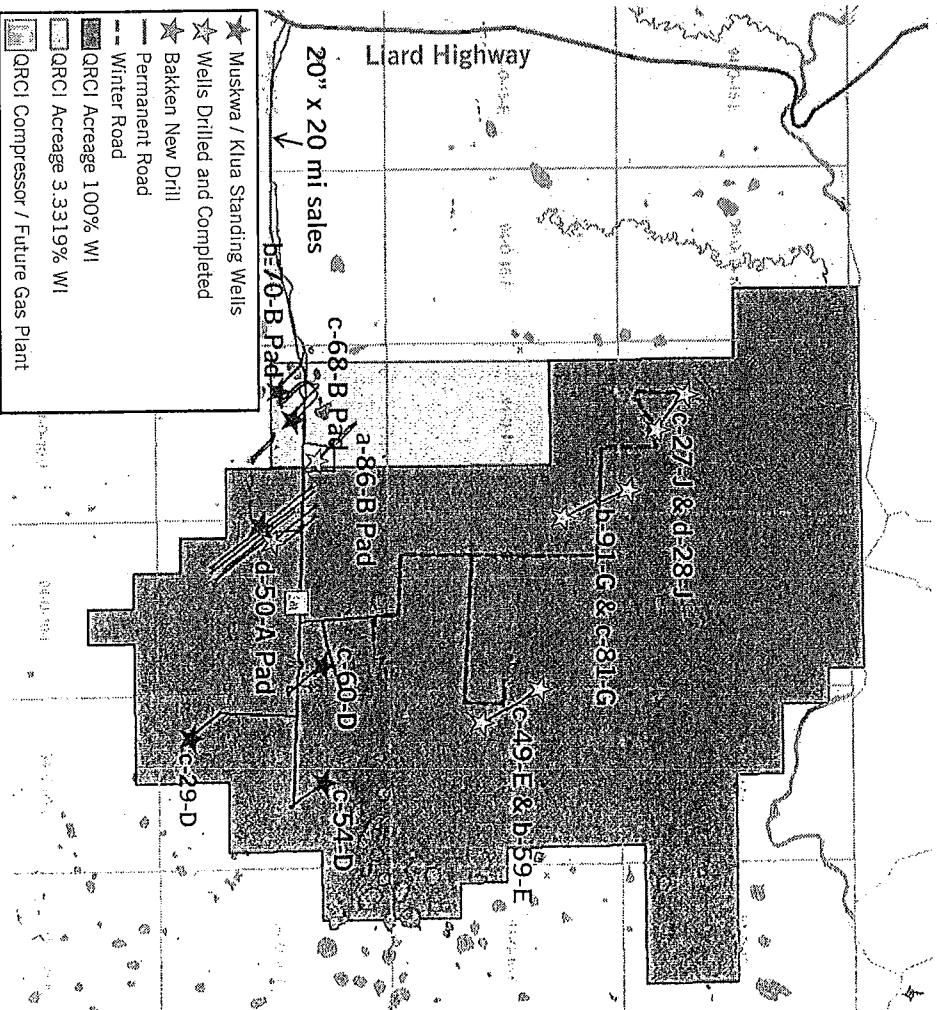 Liard Highway
20" x 20 mi sales
b-70-B Pad
c-68-B Pad
a-86-B Pad
d-50-A Pad
c-27-J & d-28-J
b-91-G & c-81-G
c-49-E & b-59-E
c-60-D
c-54-D
c-29-D
Muskwa / Klua Standing Wells
Wells Drilled and Completed
Bakken New Drill
Permanent Road
Winter Road
QRCI Acreage 100% WI
QRCI Acreage 3.3319% WI
QRCI Compressor / Future Gas Plant